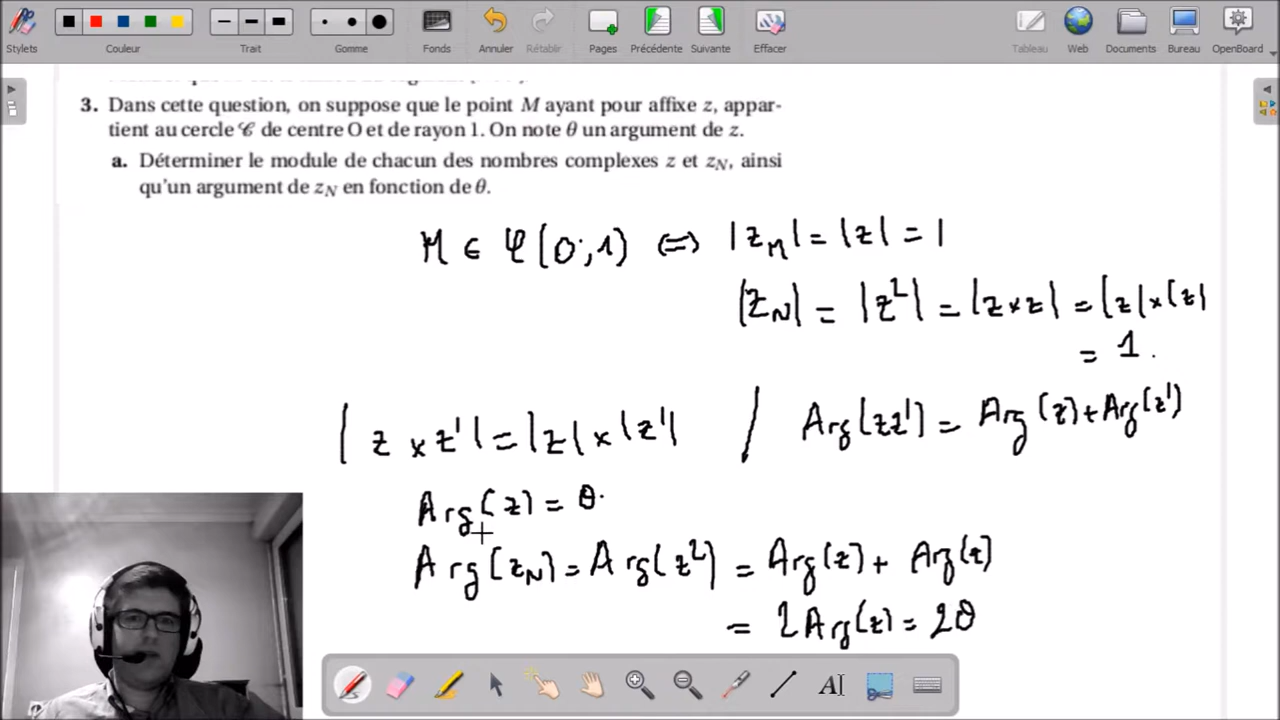 Stylets Couleur Trait Gomme Fonds Annuler Rétablir Pages Précédente Suivante Effacer Tableau Web Documents Bureau OpenBoard
3. Dans cette question, on suppose que le point M ayant pour affixe z, appar-
tient au cercle 𝒞 de centre O et de rayon 1. On note θ un argument de z.
a. Déterminer le module de chacun des nombres complexes z et z_N, ainsi
qu'un argument de z_N en fonction de θ.
M ∈ 𝒞(O;1) ⇔ |z_M| = |z| = 1
|z_N| = |z²| = |z×z| = |z|×|z|
= 1.
|z × z'| = |z| × |z'| / Arg(zz') = Arg(z) + Arg(z')
Arg(z) = θ.
Arg(z_N) = Arg(z²) = Arg(z) + Arg(z)
= 2Arg(z) = 2θ
AI